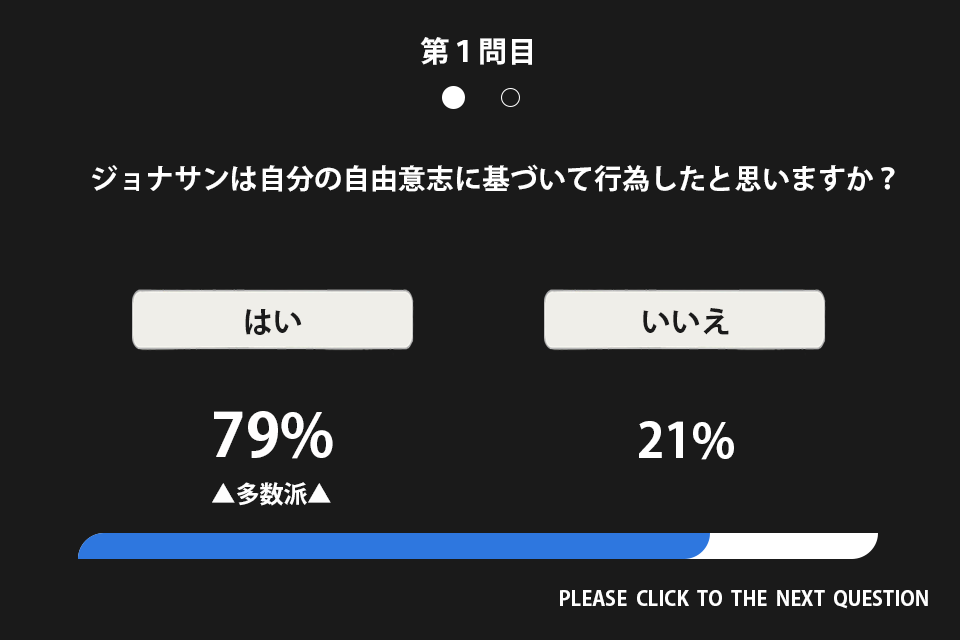 第１問目
ジョナサンは自分の自由意志に基づいて行為したと思いますか？
はい
いいえ
79%
21%
▲多数派▲
PLEASE CLICK TO THE NEXT QUESTION